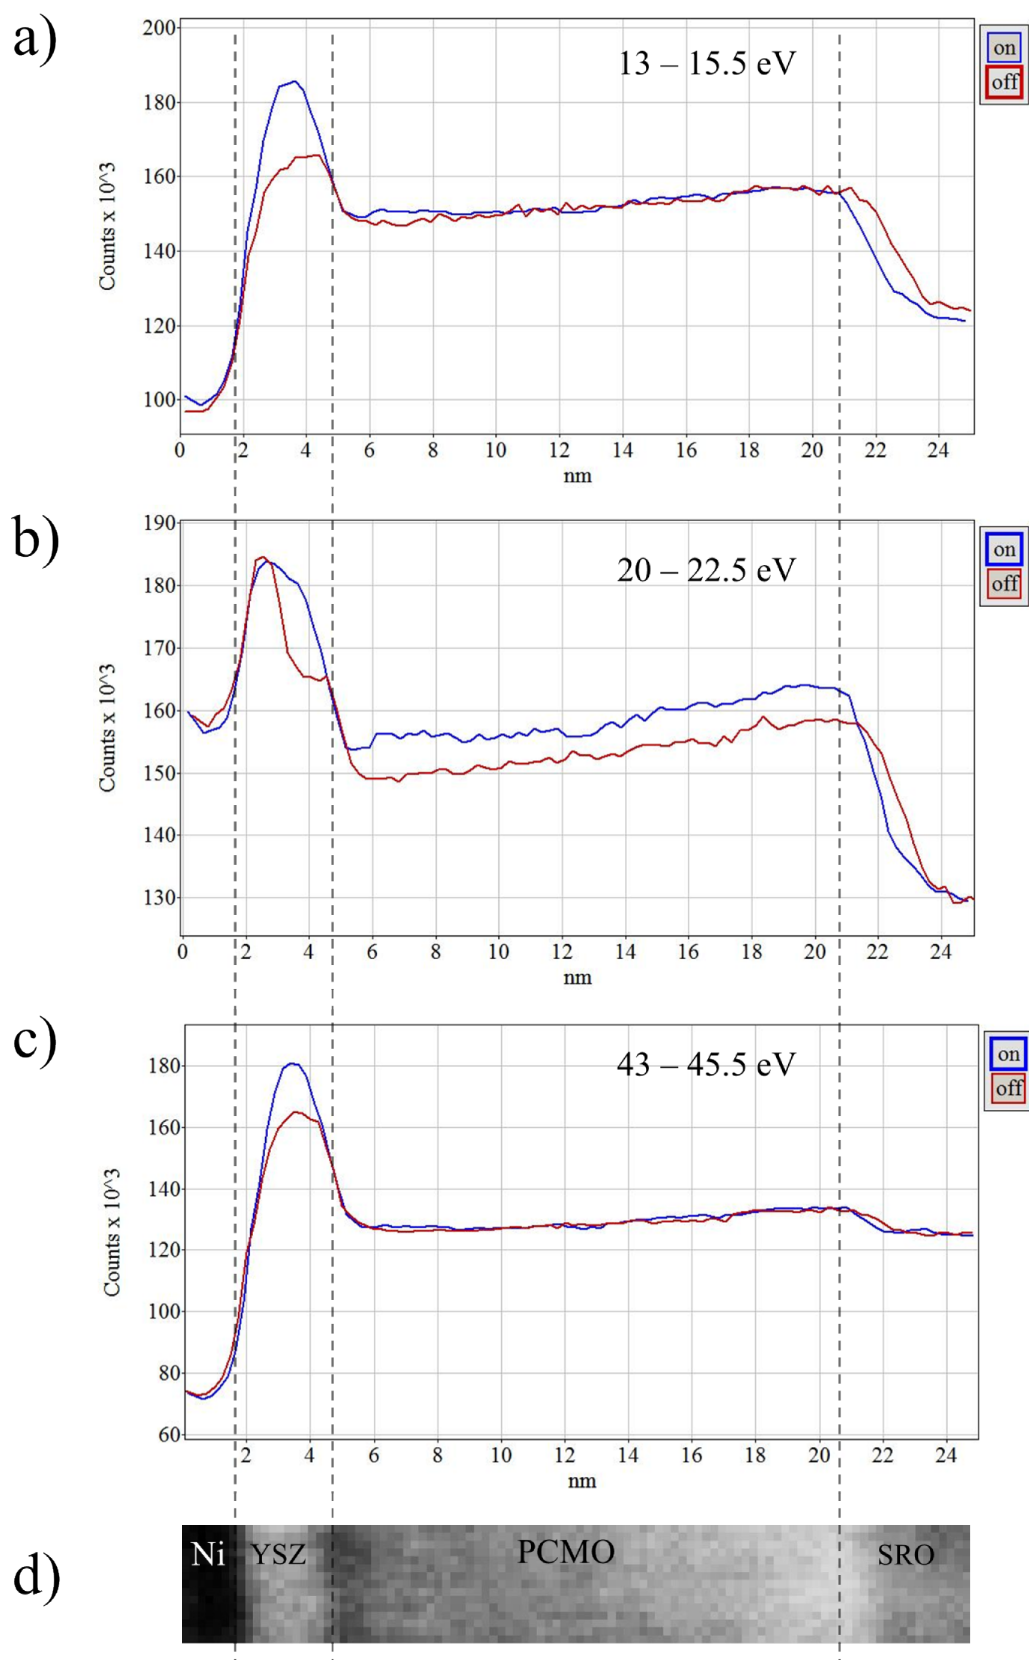 a)
13 – 15.5 eV
on
off
Counts x 10^3
200
180
160
140
120
100
0 2 4 6 8 10 12 14 16 18 20 22 24
nm
b)
20 – 22.5 eV
on
off
Counts x 10^3
190
180
170
160
150
140
130
0 2 4 6 8 10 12 14 16 18 20 22 24
nm
c)
43 – 45.5 eV
on
off
Counts x 10^3
180
160
140
120
100
80
60
2 4 6 8 10 12 14 16 18 20 22 24
nm
d)
Ni YSZ PCMO SRO